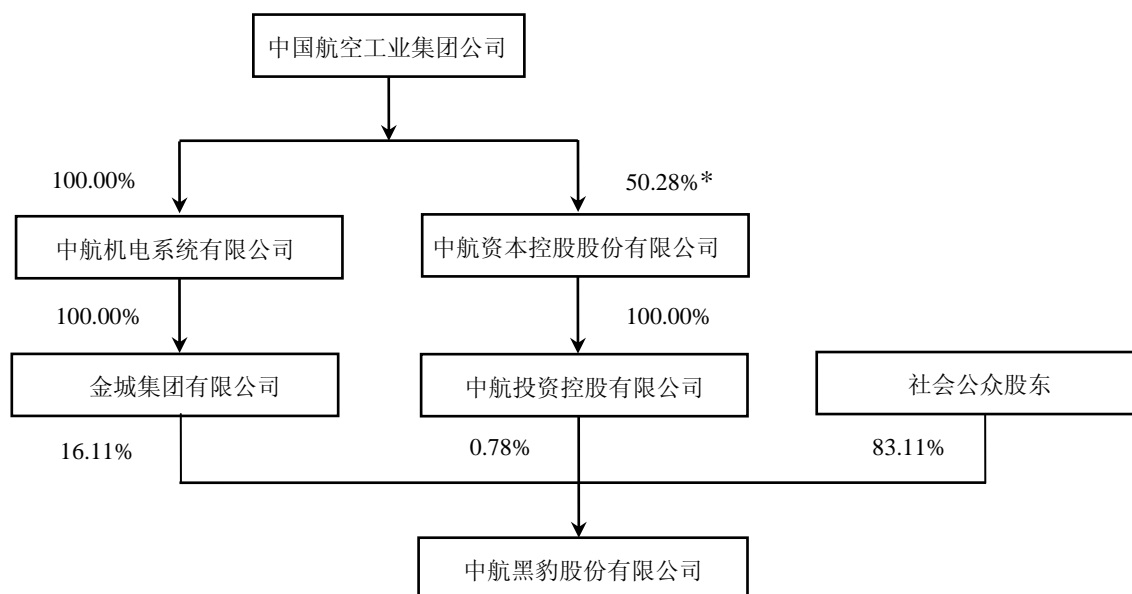 中国航空工业集团公司
100.00%
50.28%*
中航机电系统有限公司
中航资本控股股份有限公司
100.00%
100.00%
金城集团有限公司
中航投资控股有限公司
社会公众股东
16.11%
0.78%
83.11%
中航黑豹股份有限公司